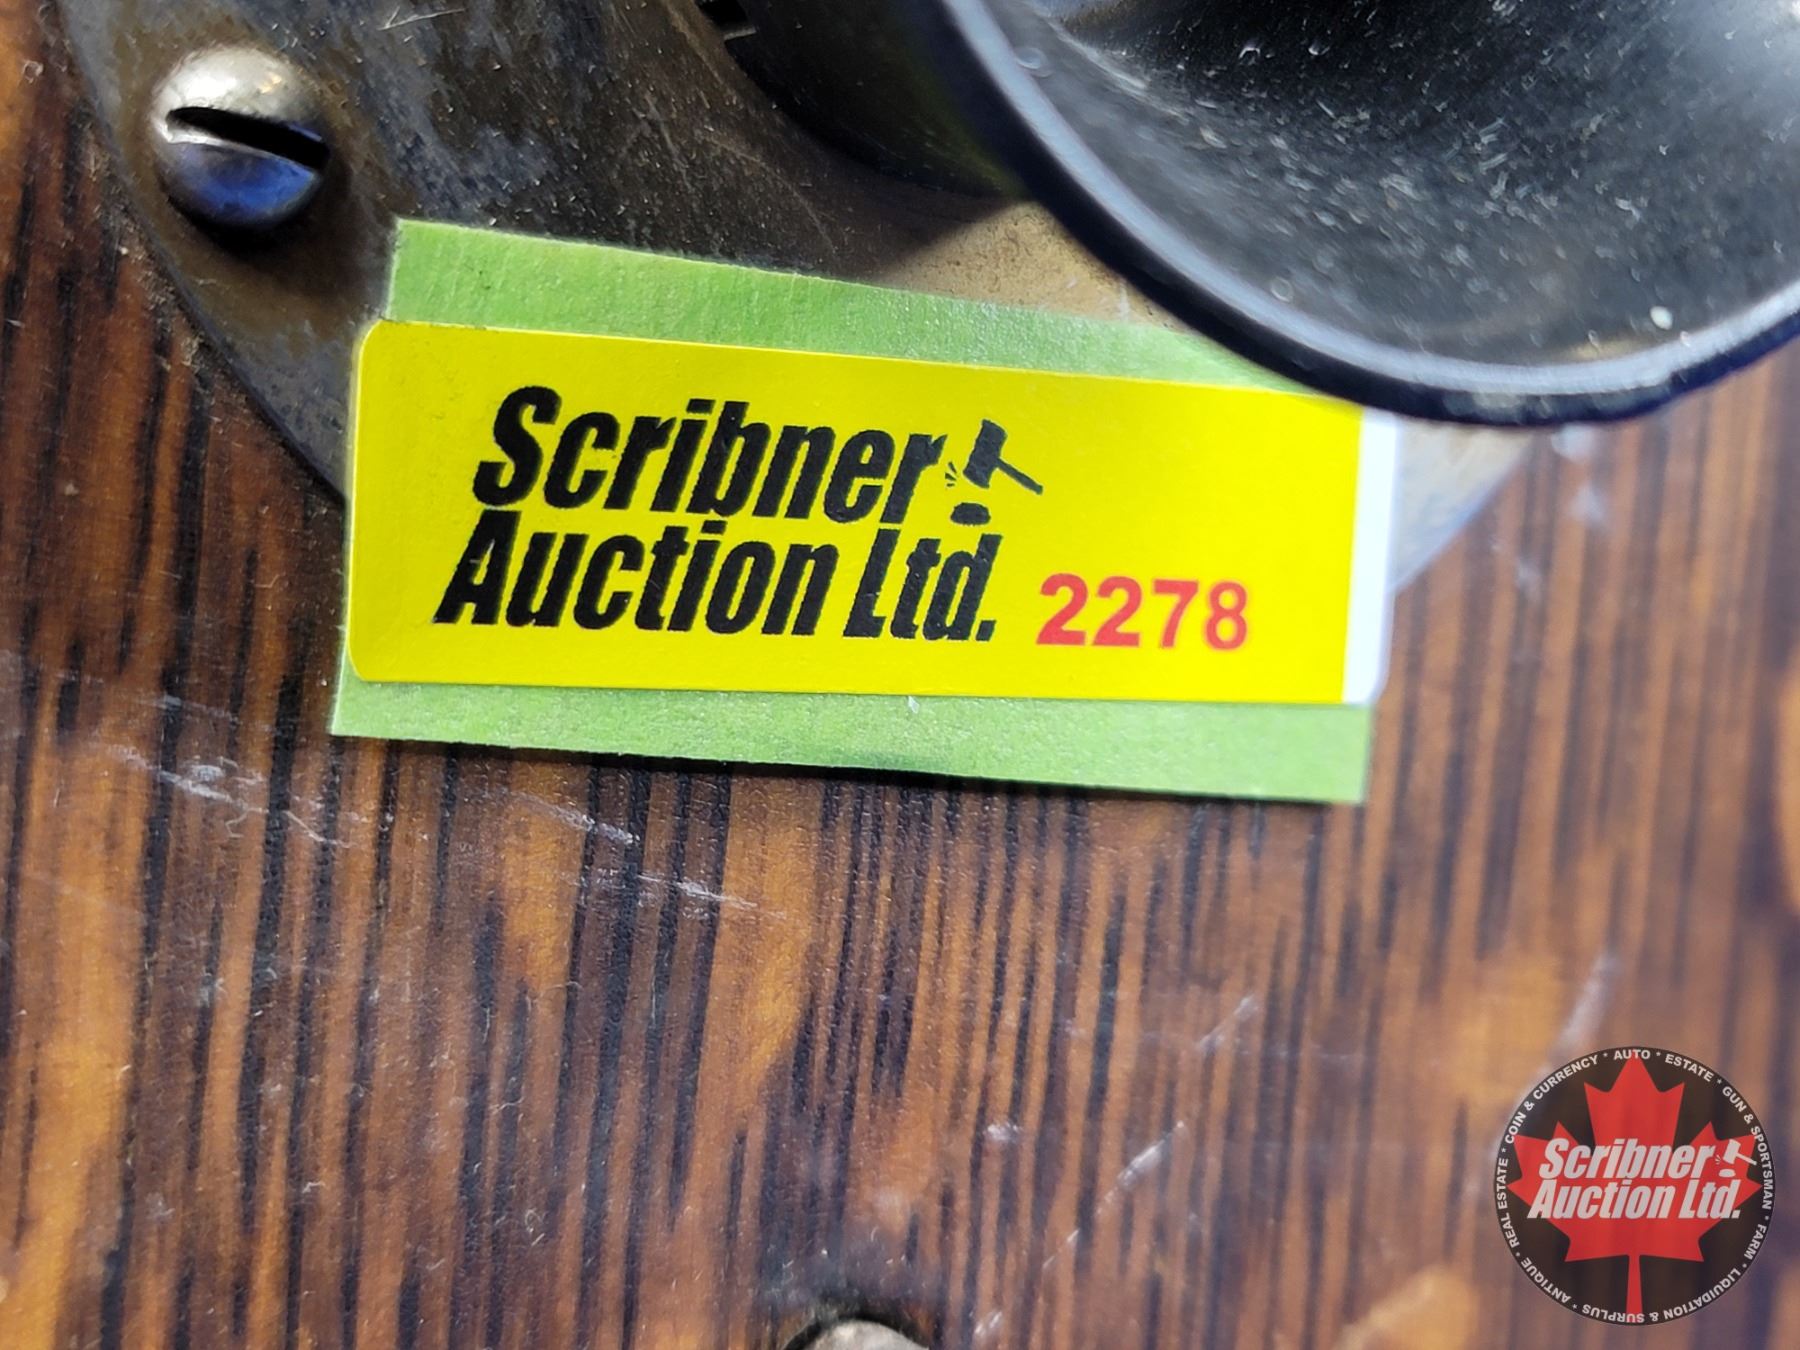 Scribner
Auction Ltd.
2278
COIN & CURRENCY * AUTO * ESTATE * GUN & SPORTSMAN * FARM * LIQUIDATION & SURPLUS * ANTIQUE * REAL ESTATE *
Scribner
Auction Ltd.